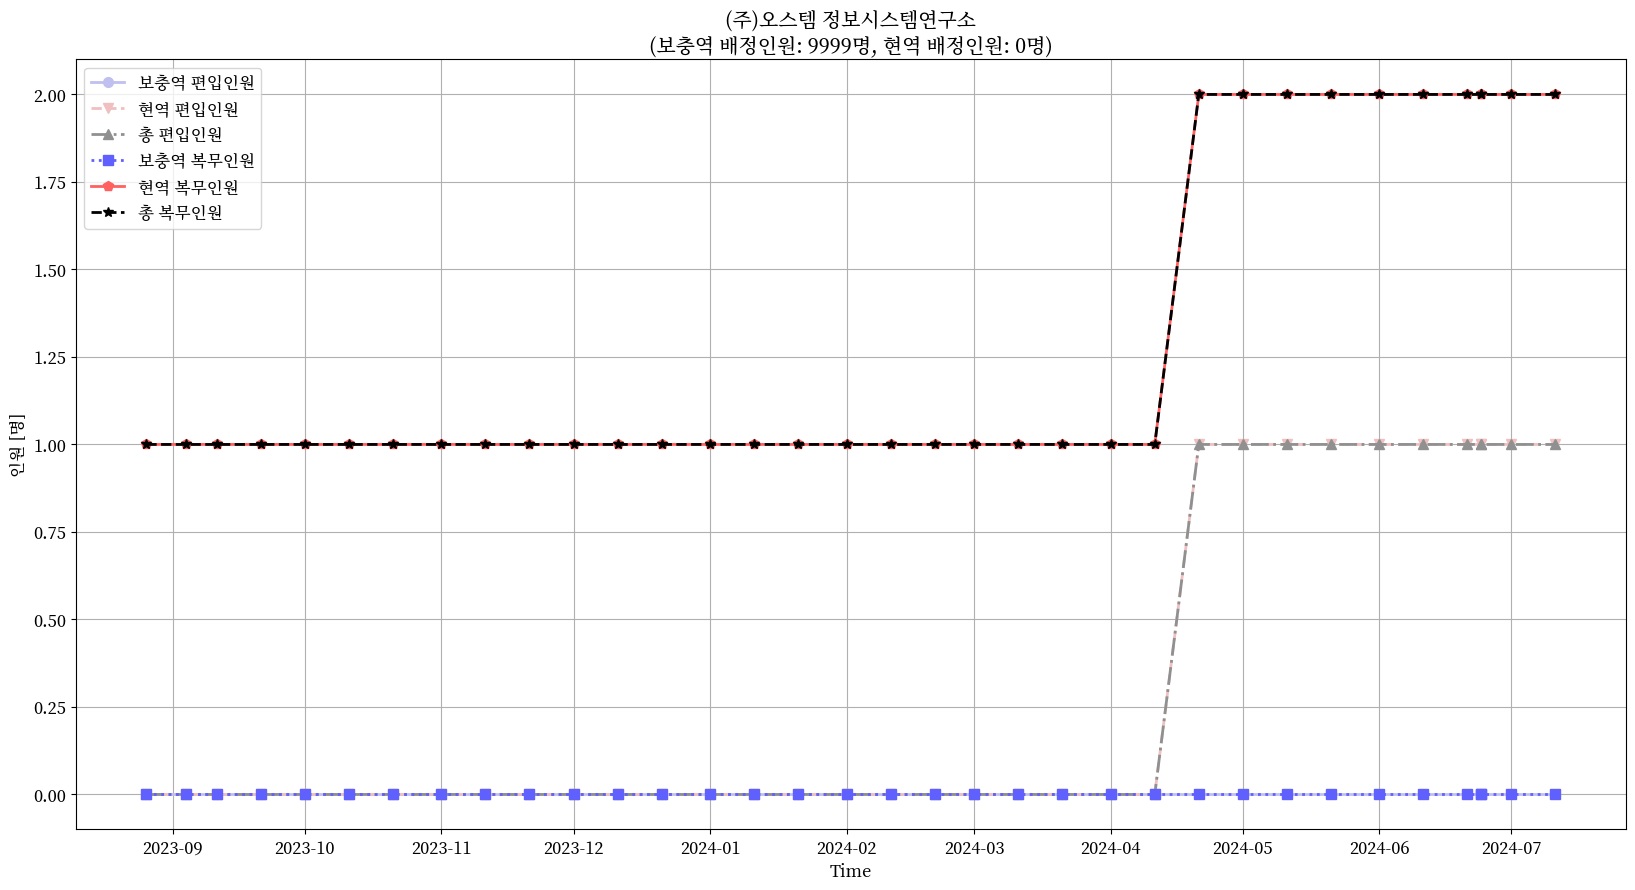 (주)오스템 정보시스템연구소
(보충역 배정인원: 9999명, 현역 배정인원: 0명)
보충역 편입인원
현역 편입인원
총 편입인원
보충역 복무인원
현역 복무인원
총 복무인원
인원 [명]
2.00
1.75
1.50
1.25
1.00
0.75
0.50
0.25
0.00
2023-09 2023-10 2023-11 2023-12 2024-01 2024-02 2024-03 2024-04 2024-05 2024-06 2024-07
Time